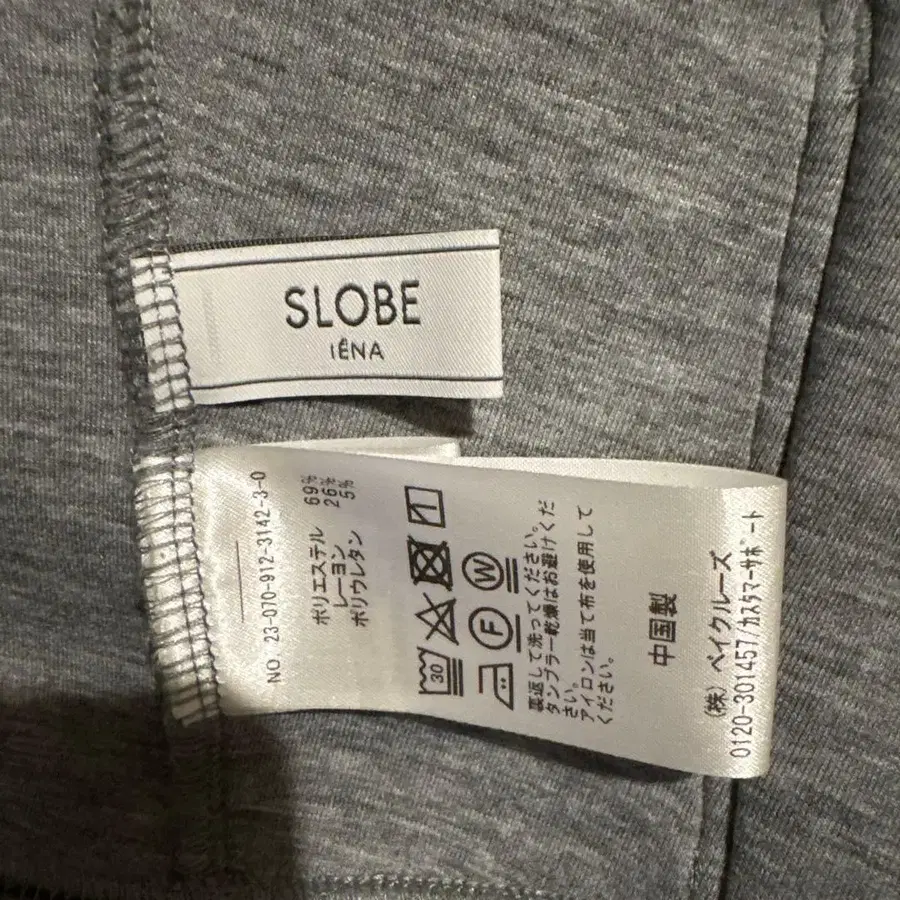 SLOBE
IÊNA
NO. 23-070-912-3142-3-0
ポリエステル 69%
レーヨン 26%
ポリウレタン 5%
30
W
F
裏返して洗ってください。
タンブラー乾燥はお避けくだ
さい。
アイロンは当て布を使用して
ください。
中国製
(株) ベイクルーズ
0120-301457/カスタマーサポート